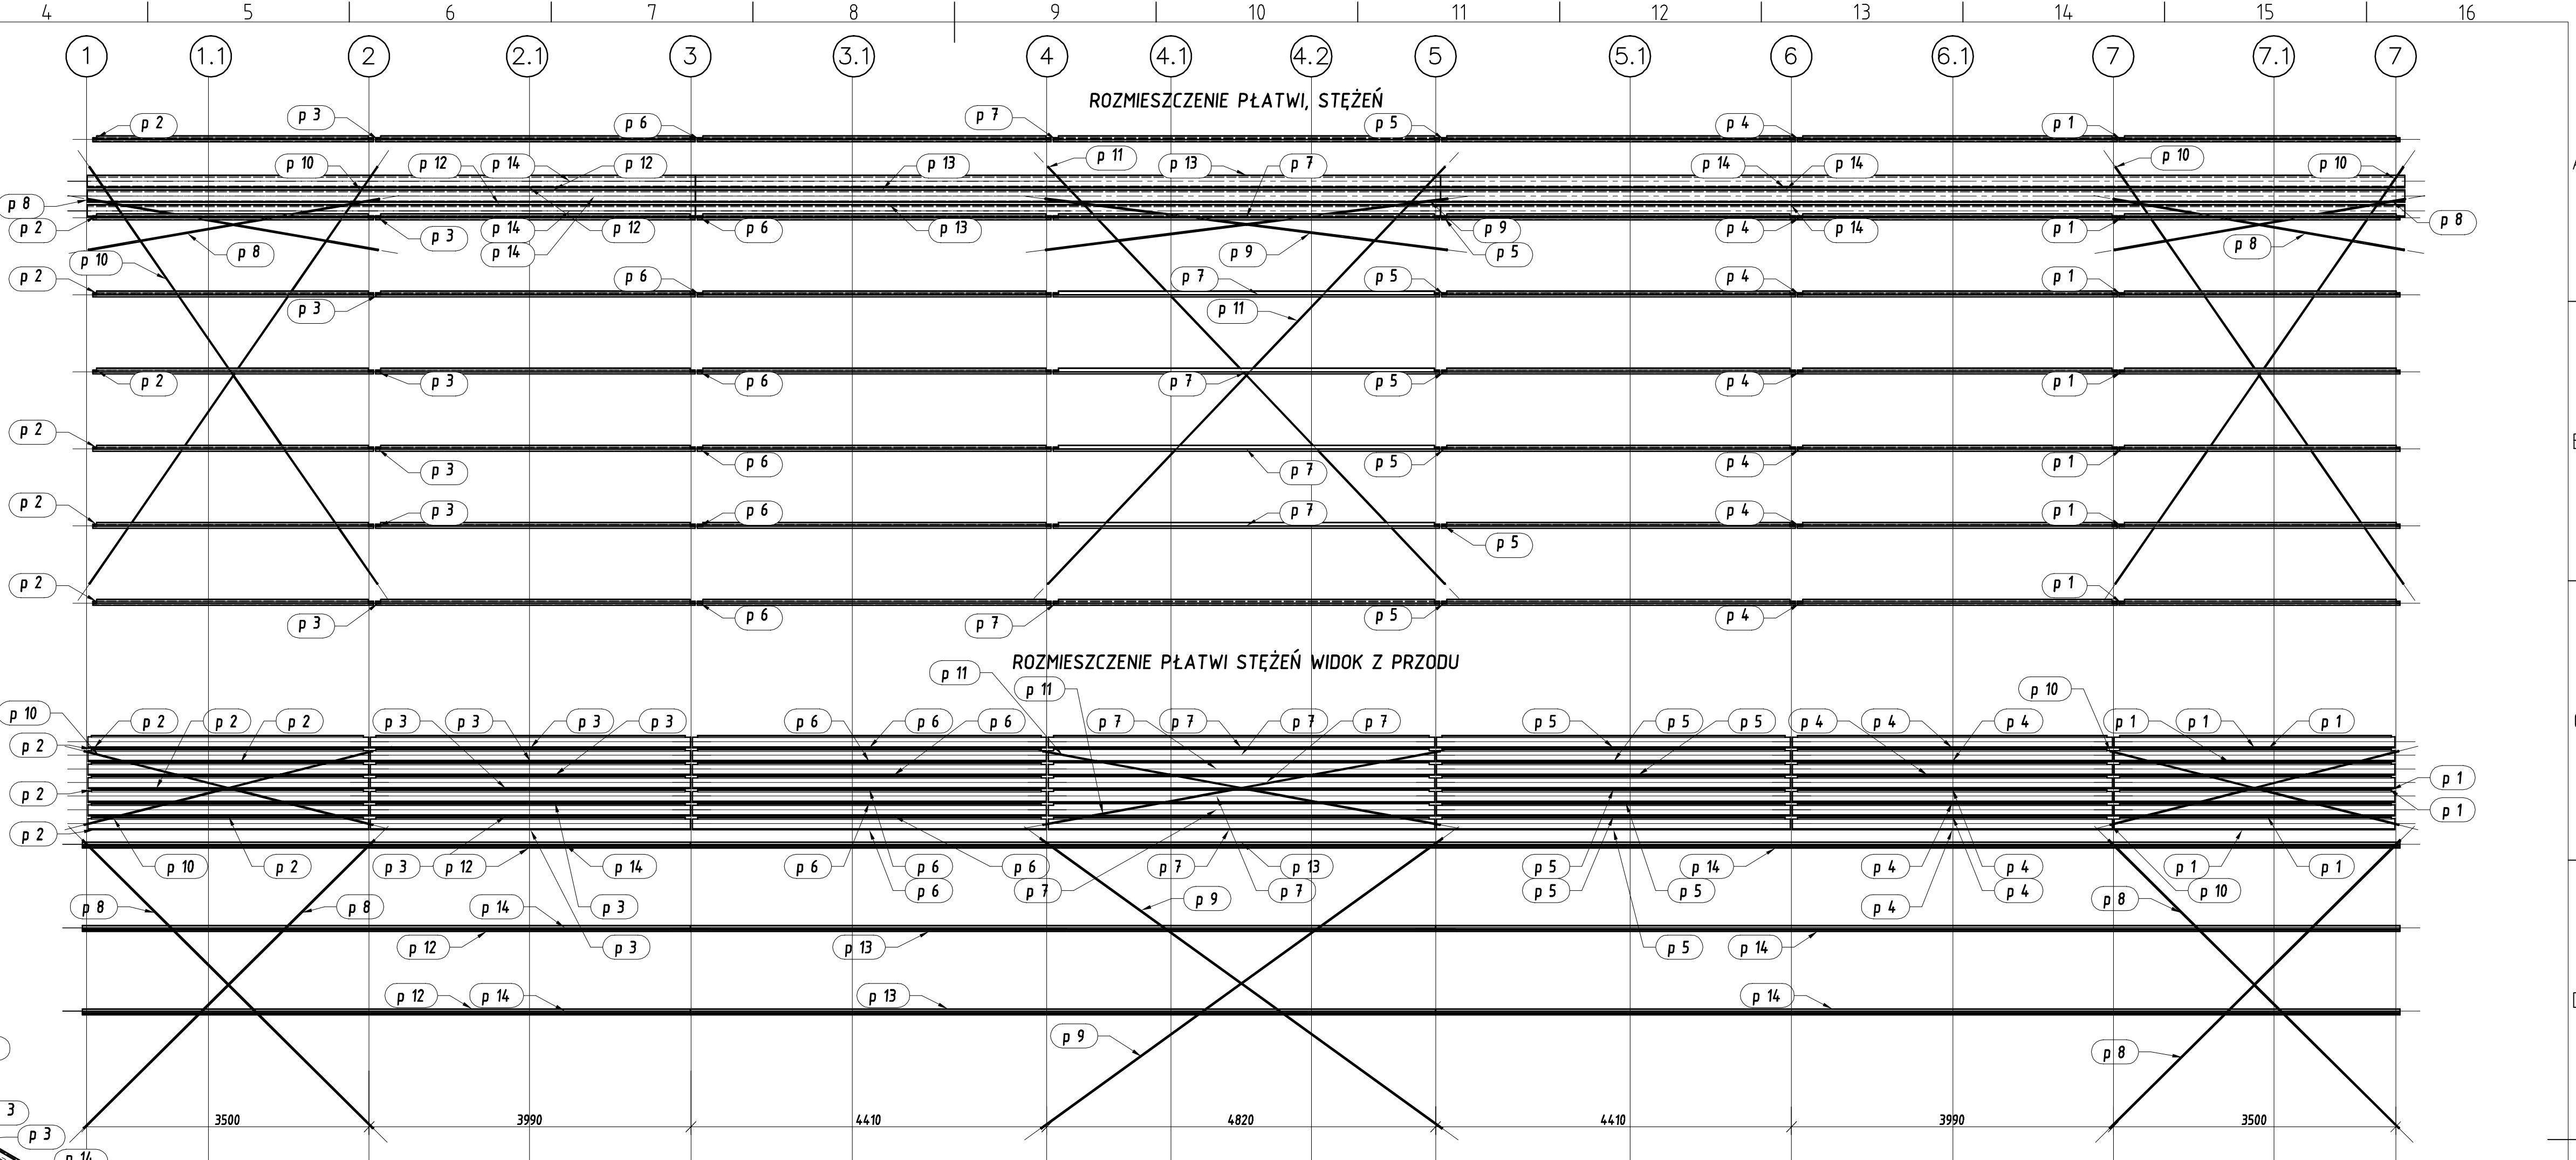 4 5 6 7 8 9 10 11 12 13 14 15 16
1 1.1 2 2.1 3 3.1 4 4.1 4.2 5 5.1 6 6.1 7 7.1 7
ROZMIESZCZENIE PŁATWI, STĘŻEŃ
p 2 p 3 p 6 p 7 p 5 p 4 p 1
p 10 p 12 p 14 p 12 p 13 p 11 p 13 p 7 p 14 p 14 p 10 p 10
p 8 p 8
p 2 p 3 p 14 p 12 p 6 p 13 p 9 p 4 p 14 p 1
p 8 p 14 p 9 p 5 p 8
p 10
p 2 p 6 p 7 p 5 p 4 p 1
p 3 p 11
p 2 p 3 p 6 p 7 p 5 p 4 p 1
p 2
p 3 p 6 p 7 p 5 p 4 p 1
p 2 p 3 p 6 p 7 p 4 p 1
p 5
p 2 p 1
p 3 p 6 p 7 p 5 p 4
ROZMIESZCZENIE PŁATWI STĘŻEŃ WIDOK Z PRZODU
p 11
p 11 p 10
p 10 p 2 p 2 p 2 p 3 p 3 p 3 p 3 p 6 p 6 p 6 p 7 p 7 p 7 p 7 p 5 p 5 p 5 p 4 p 4 p 4 p 1 p 1 p 1
p 2
p 2 p 1
p 1
p 2
p 10 p 2 p 3 p 12 p 14 p 6 p 6 p 6 p 7 p 13 p 5 p 14 p 4 p 4 p 1 p 1
p 6 p 7 p 7 p 5 p 5 p 4 p 10
p 8 p 8 p 14 p 3 p 9 p 4 p 8
p 12 p 3 p 13 p 5 p 14
p 12 p 14 p 13 p 14
p 9 p 8
3
p 3
3500 3990 4410 4820 4410 3990 3500
p 14